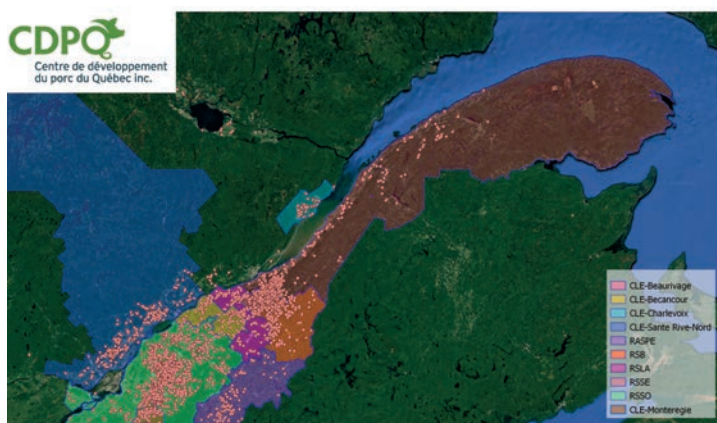 CDPQ
Centre de développement
du porc du Québec inc.
CLE-Beaurivage
CLE-Becancour
CLE-Charlevoix
CLE-Sante Rive-Nord
RASPE
RSB
RSLA
RSSE
RSSO
CLE-Monteregie